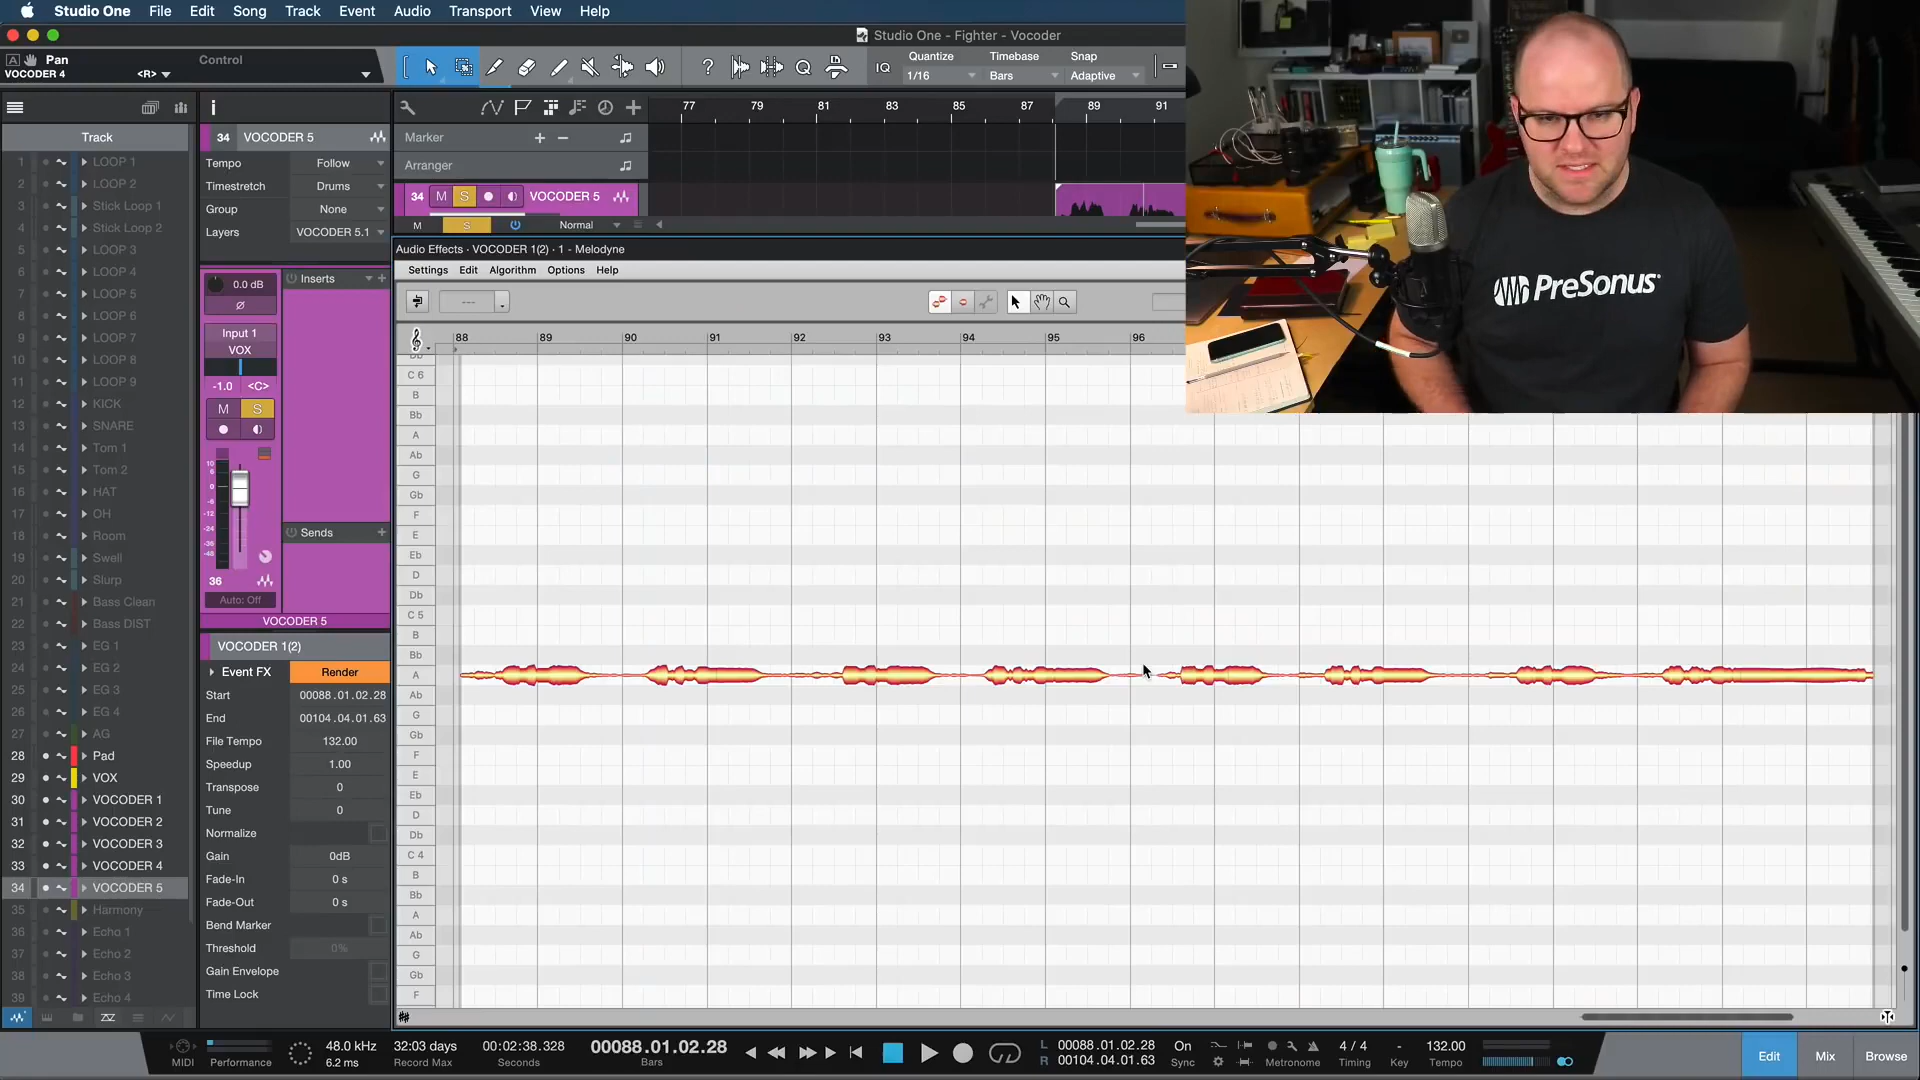 Studio One File Edit Song Track Event Audio Transport View Help
Studio One - Fighter - Vocoder
Pan
Control
VOCODER 4
<R>
Quantize
Timebase
Snap
IQ
1/16
Bars
Adaptive
77 79 81 83 85 87 89 91
Track
34 VOCODER 5
Tempo Follow
Timestretch Drums
Group None
Layers VOCODER 5.1
Marker
Arranger
34 M S VOCODER 5
M S Normal
1 LOOP 1
2 LOOP 2
3 Stick Loop 1
4 Stick Loop 2
5 LOOP 3
6 LOOP 4
7 LOOP 5
8 LOOP 6
9 LOOP 7
10 LOOP 8
11 LOOP 9
12 KICK
13 SNARE
14 Tom 1
15 Tom 2
16 HAT
17 OH
18 Room
19 Swell
20 Slurp
21 Bass Clean
22 Bass DIST
23 EG 1
24 EG 2
25 EG 3
26 EG 4
27 AG
28 Pad
29 VOX
30 VOCODER 1
31 VOCODER 2
32 VOCODER 3
33 VOCODER 4
34 VOCODER 5
35 Harmony
36 Echo 1
37 Echo 2
38 Echo 3
39 Echo 4
0.0 dB
Inserts
Input 1
VOX
-1.0 <C>
M S
Sends
36
Auto: Off
VOCODER 5
VOCODER 1(2)
Event FX Render
Start 00088.01.02.28
End 00104.04.01.63
File Tempo 132.00
Speedup 1.00
Transpose 0
Tune 0
Normalize
Gain 0dB
Fade-In 0 s
Fade-Out 0 s
Bend Marker
Threshold 0%
Gain Envelope
Time Lock
Audio Effects · VOCODER 1(2) · 1 - Melodyne
Settings Edit Algorithm Options Help
---
88 89 90 91 92 93 94 95 96
Db
C 6
B
Bb
A
Ab
G
Gb
F
E
Eb
D
Db
C 5
B
Bb
A
Ab
G
Gb
F
E
Eb
D
Db
C 4
B
Bb
A
Ab
G
Gb
F
PreSonus
MIDI
Performance
48.0 kHz
6.2 ms
32:03 days
Record Max
00:02:38.328
Seconds
00088.01.02.28
Bars
L 00088.01.02.28
R 00104.04.01.63
On
Sync
Metronome
4 / 4
Timing
-
Key
132.00
Tempo
Edit
Mix
Browse